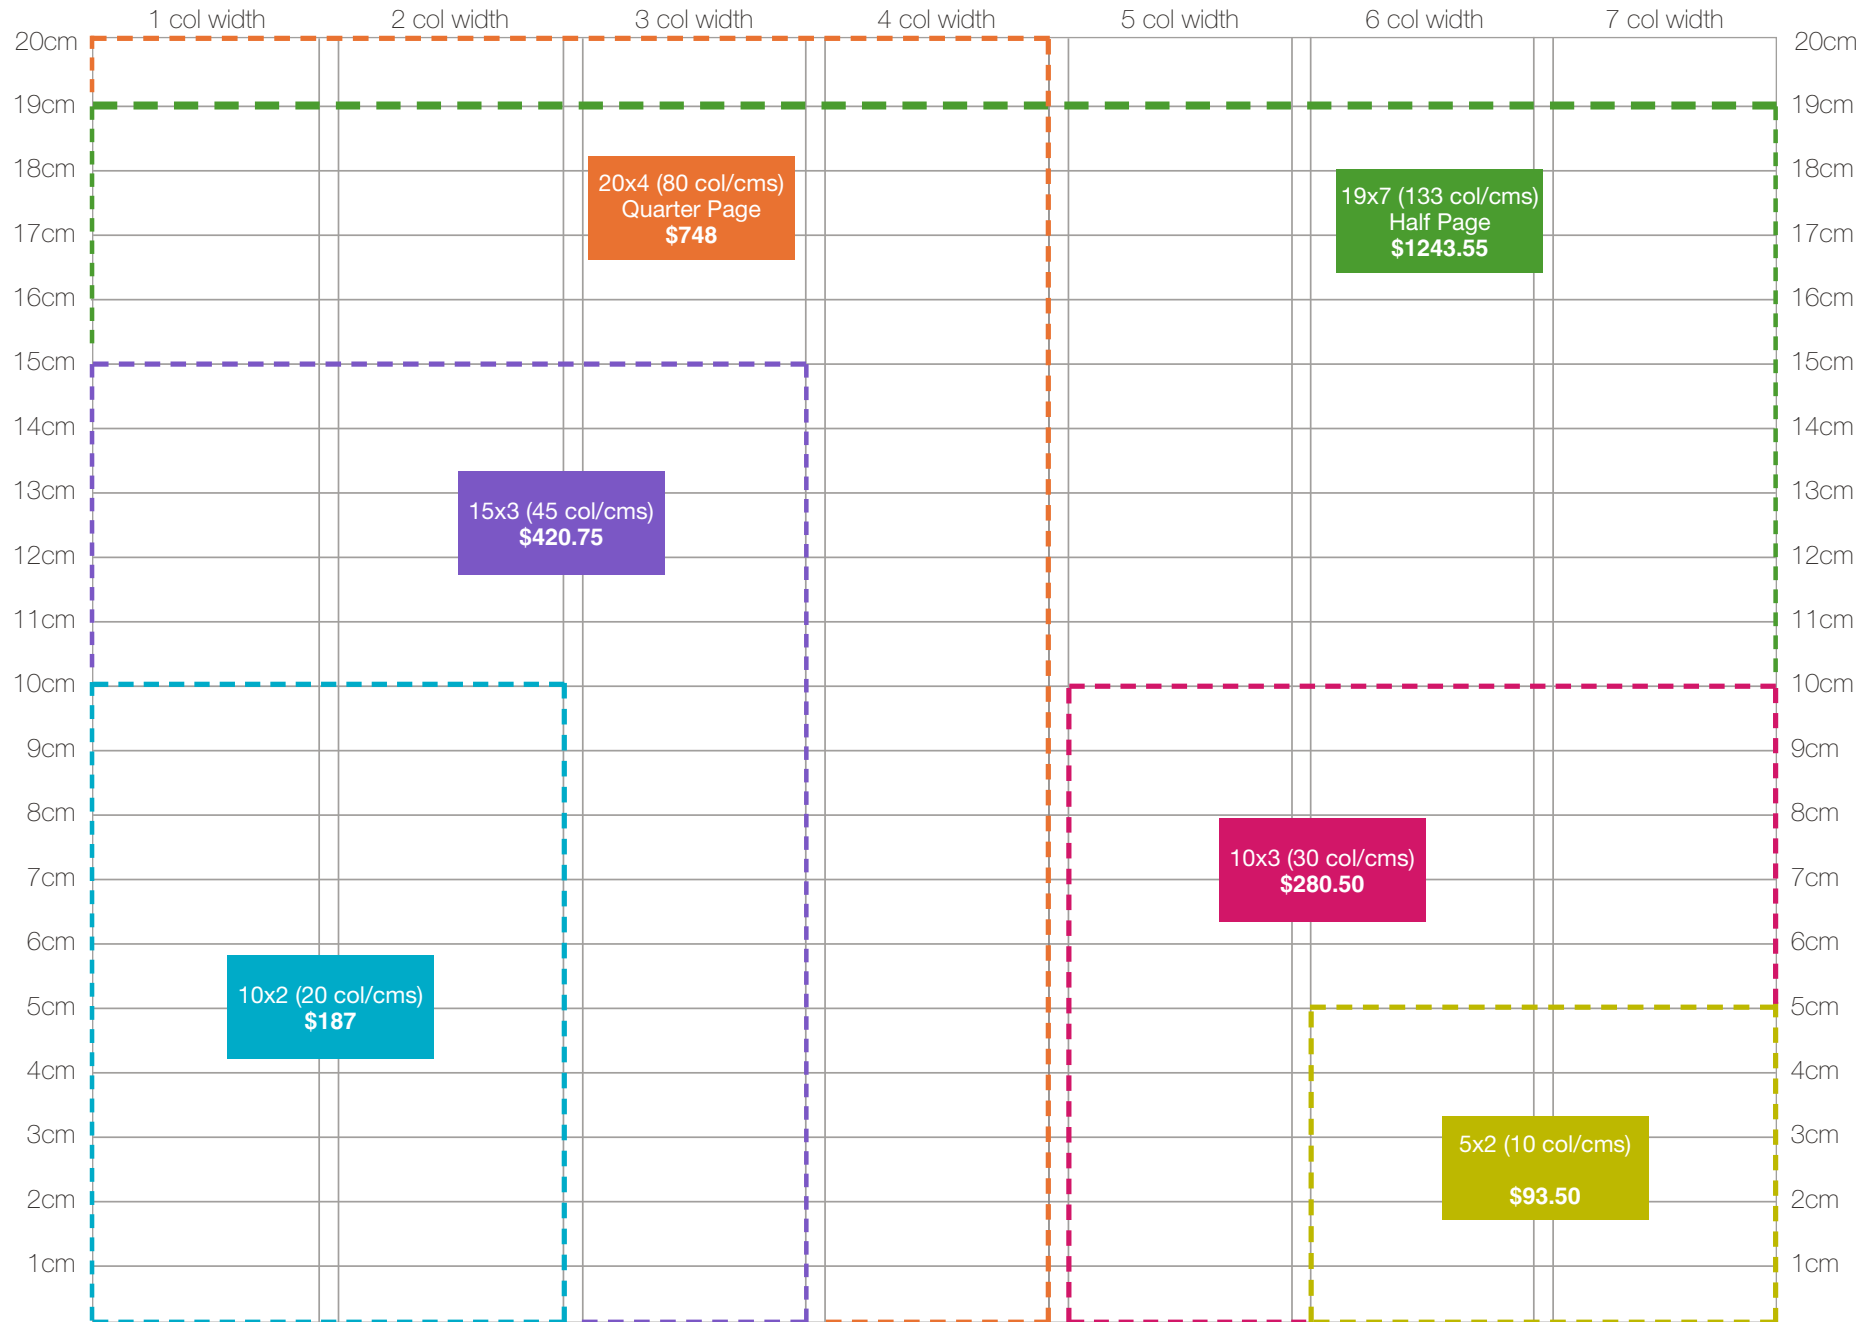 1 col width 2 col width 3 col width 4 col width 5 col width 6 col width 7 col width
20cm 20cm
19cm 19cm
18cm 18cm
20x4 (80 col/cms)
Quarter Page
$748
19x7 (133 col/cms)
Half Page
$1243.55
17cm 17cm
16cm 16cm
15cm 15cm
14cm 14cm
13cm 13cm
15x3 (45 col/cms)
$420.75
12cm 12cm
11cm 11cm
10cm 10cm
9cm 9cm
8cm 8cm
10x3 (30 col/cms)
$280.50
7cm 7cm
6cm 6cm
10x2 (20 col/cms)
$187
5cm 5cm
4cm 4cm
3cm 3cm
5x2 (10 col/cms)
$93.50
2cm 2cm
1cm 1cm